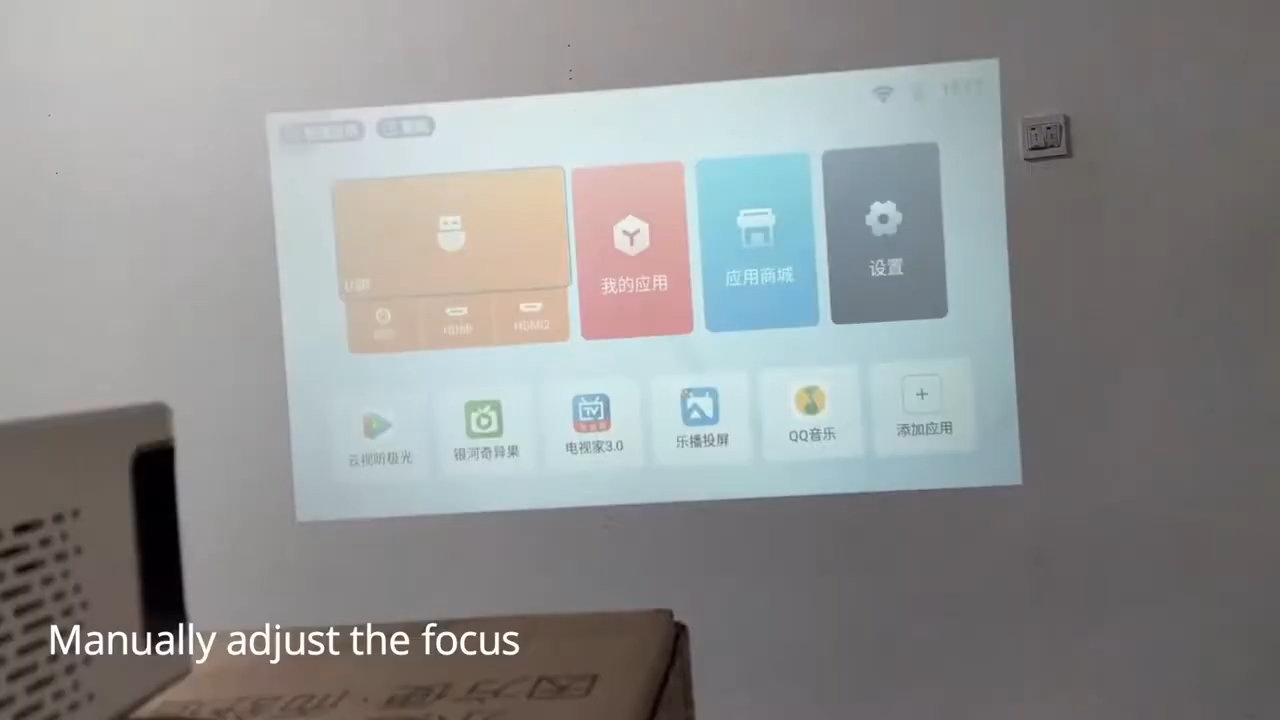 USB
HDMI
HDMI2
我的应用
应用商城
设置
云视听极光
银河奇异果
TV
电视家3.0
乐播投屏
QQ音乐
添加应用
Manually adjust the focus